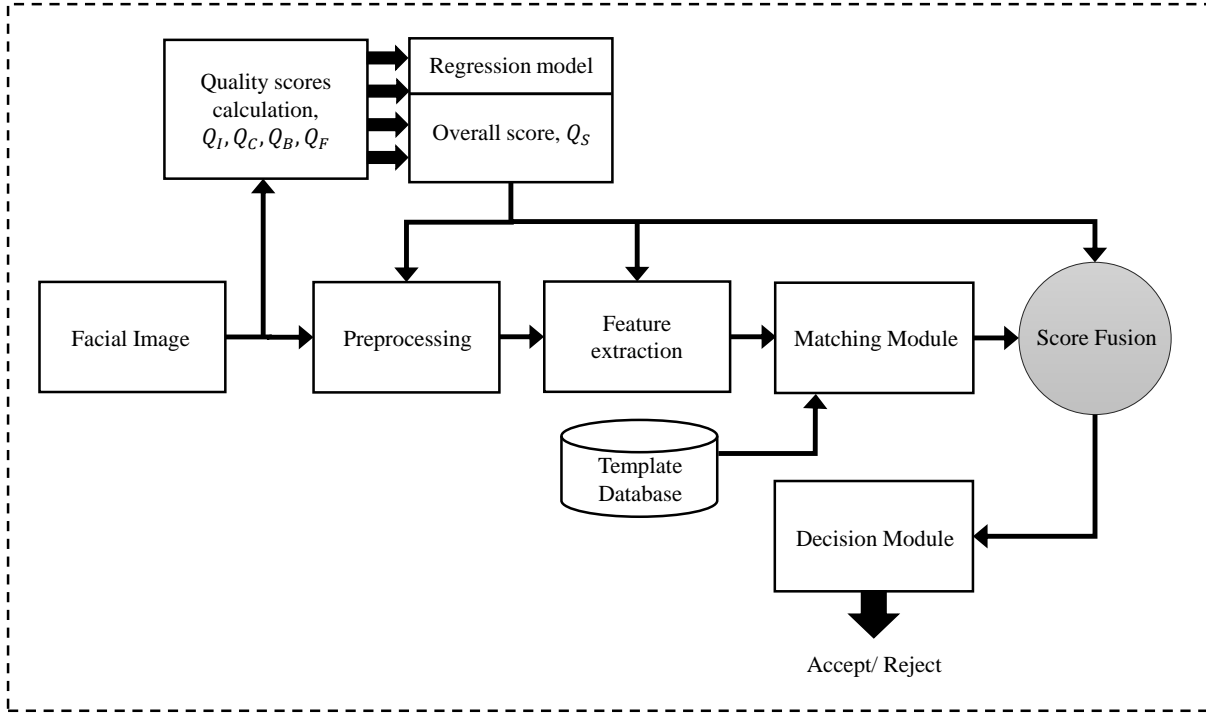 Quality scores
calculation,
Q_I, Q_C, Q_B, Q_F
Regression model
Overall score, Q_S
Facial Image
Preprocessing
Feature
extraction
Matching Module
Score Fusion
Template
Database
Decision Module
Accept/ Reject